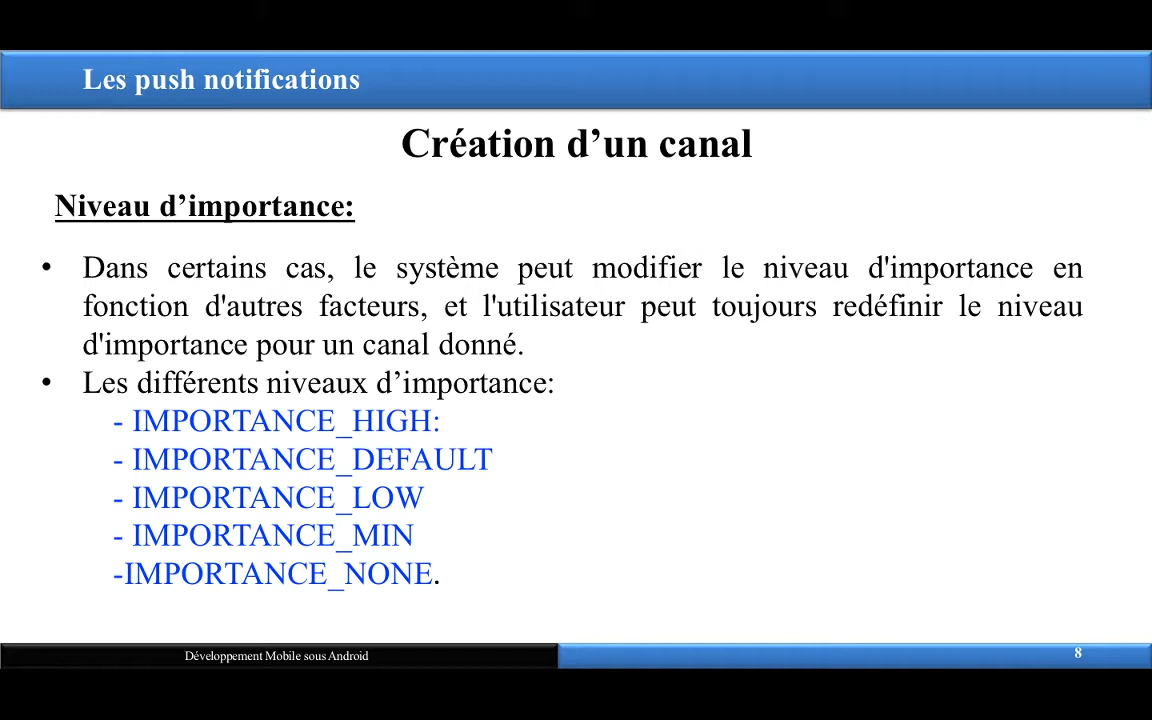 Les push notifications
Création d’un canal
Niveau d’importance:
• Dans certains cas, le système peut modifier le niveau d'importance en
fonction d'autres facteurs, et l'utilisateur peut toujours redéfinir le niveau
d'importance pour un canal donné.
• Les différents niveaux d’importance:
- IMPORTANCE_HIGH:
- IMPORTANCE_DEFAULT
- IMPORTANCE_LOW
- IMPORTANCE_MIN
-IMPORTANCE_NONE.
Développement Mobile sous Android
8